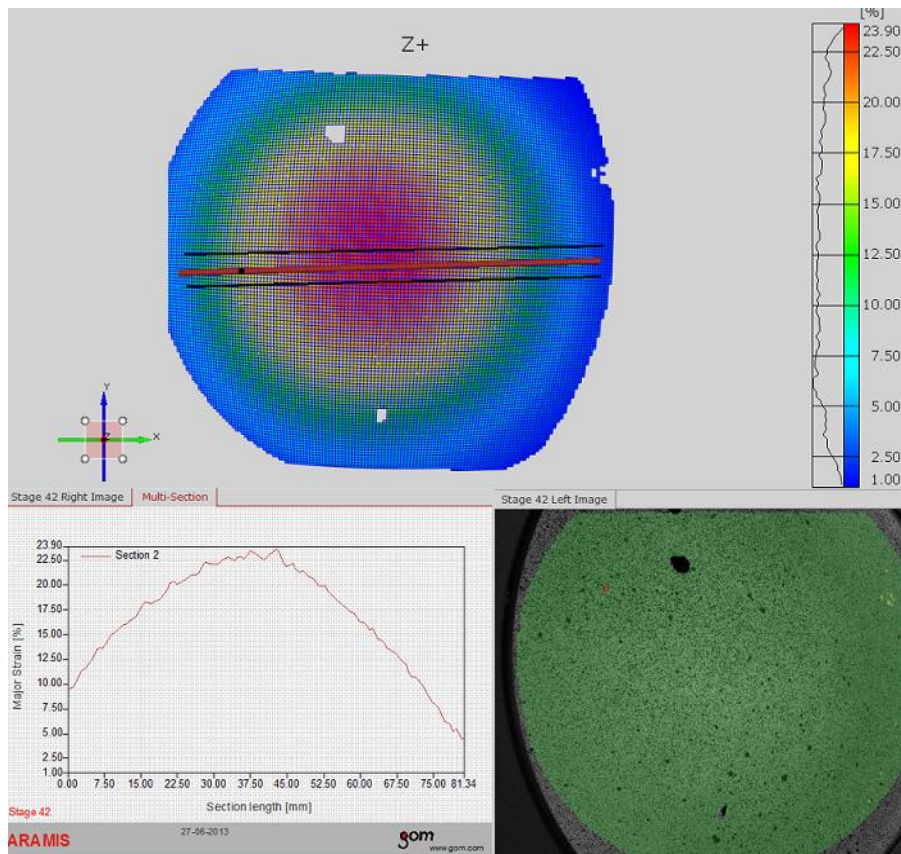 [%]
Z+
23.90
22.50
20.00
17.50
15.00
12.50
10.00
7.50
5.00
2.50
1.00
Y
Z
X
Stage 42 Right Image
Multi-Section
Stage 42 Left Image
23.90
22.50
20.00
17.50
15.00
12.50
10.00
7.50
5.00
2.50
1.00
Section 2
Major Strain [%]
0.00 7.50 15.00 22.50 30.00 37.50 45.00 52.50 60.00 67.50 75.00 81.34
Section length [mm]
Stage 42
ARAMIS
27-06-2013
gom
www.gom.com